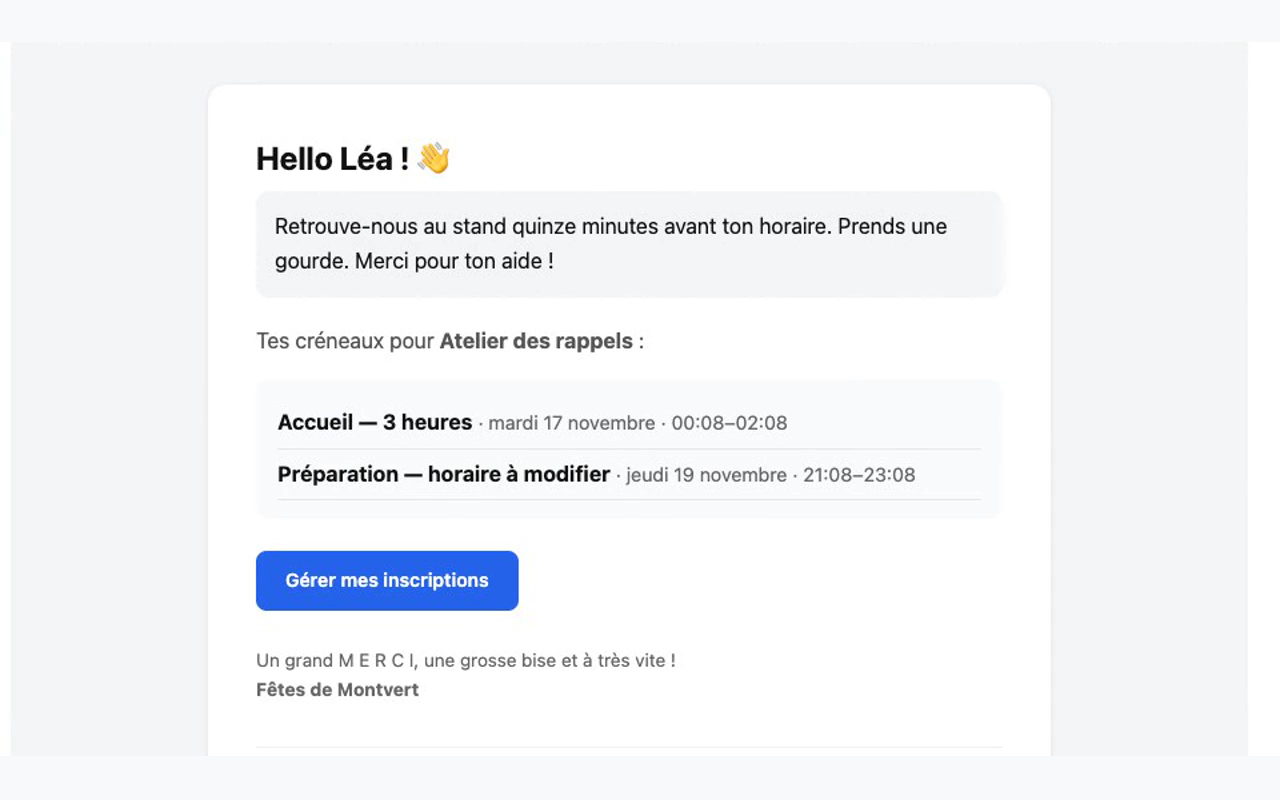 Hello Léa ! 👋
Retrouve-nous au stand quinze minutes avant ton horaire. Prends une
gourde. Merci pour ton aide !
Tes créneaux pour Atelier des rappels :
Accueil — 3 heures · mardi 17 novembre · 00:08–02:08
Préparation — horaire à modifier · jeudi 19 novembre · 21:08–23:08
Gérer mes inscriptions
Un grand M E R C I, une grosse bise et à très vite !
Fêtes de Montvert